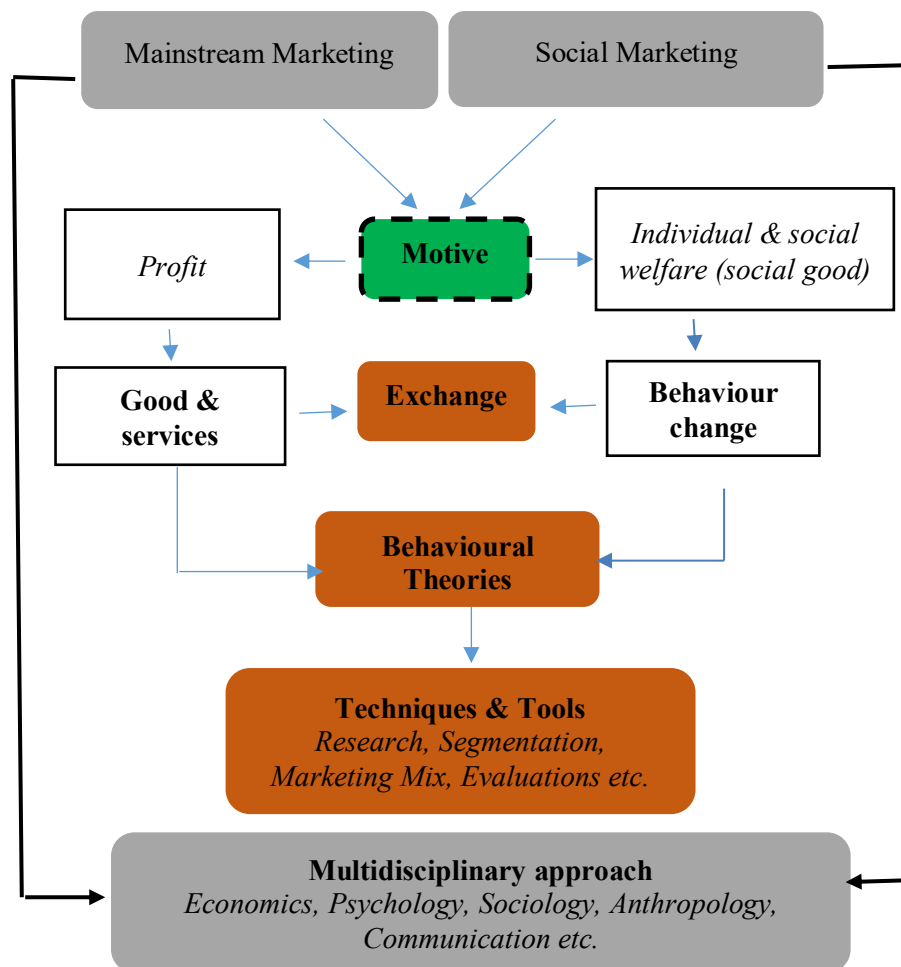 Mainstream Marketing
Social Marketing
Profit
Motive
Individual & social
welfare (social good)
Good &
services
Exchange
Behaviour
change
Behavioural
Theories
Techniques & Tools
Research, Segmentation,
Marketing Mix, Evaluations etc.
Multidisciplinary approach
Economics, Psychology, Sociology, Anthropology,
Communication etc.